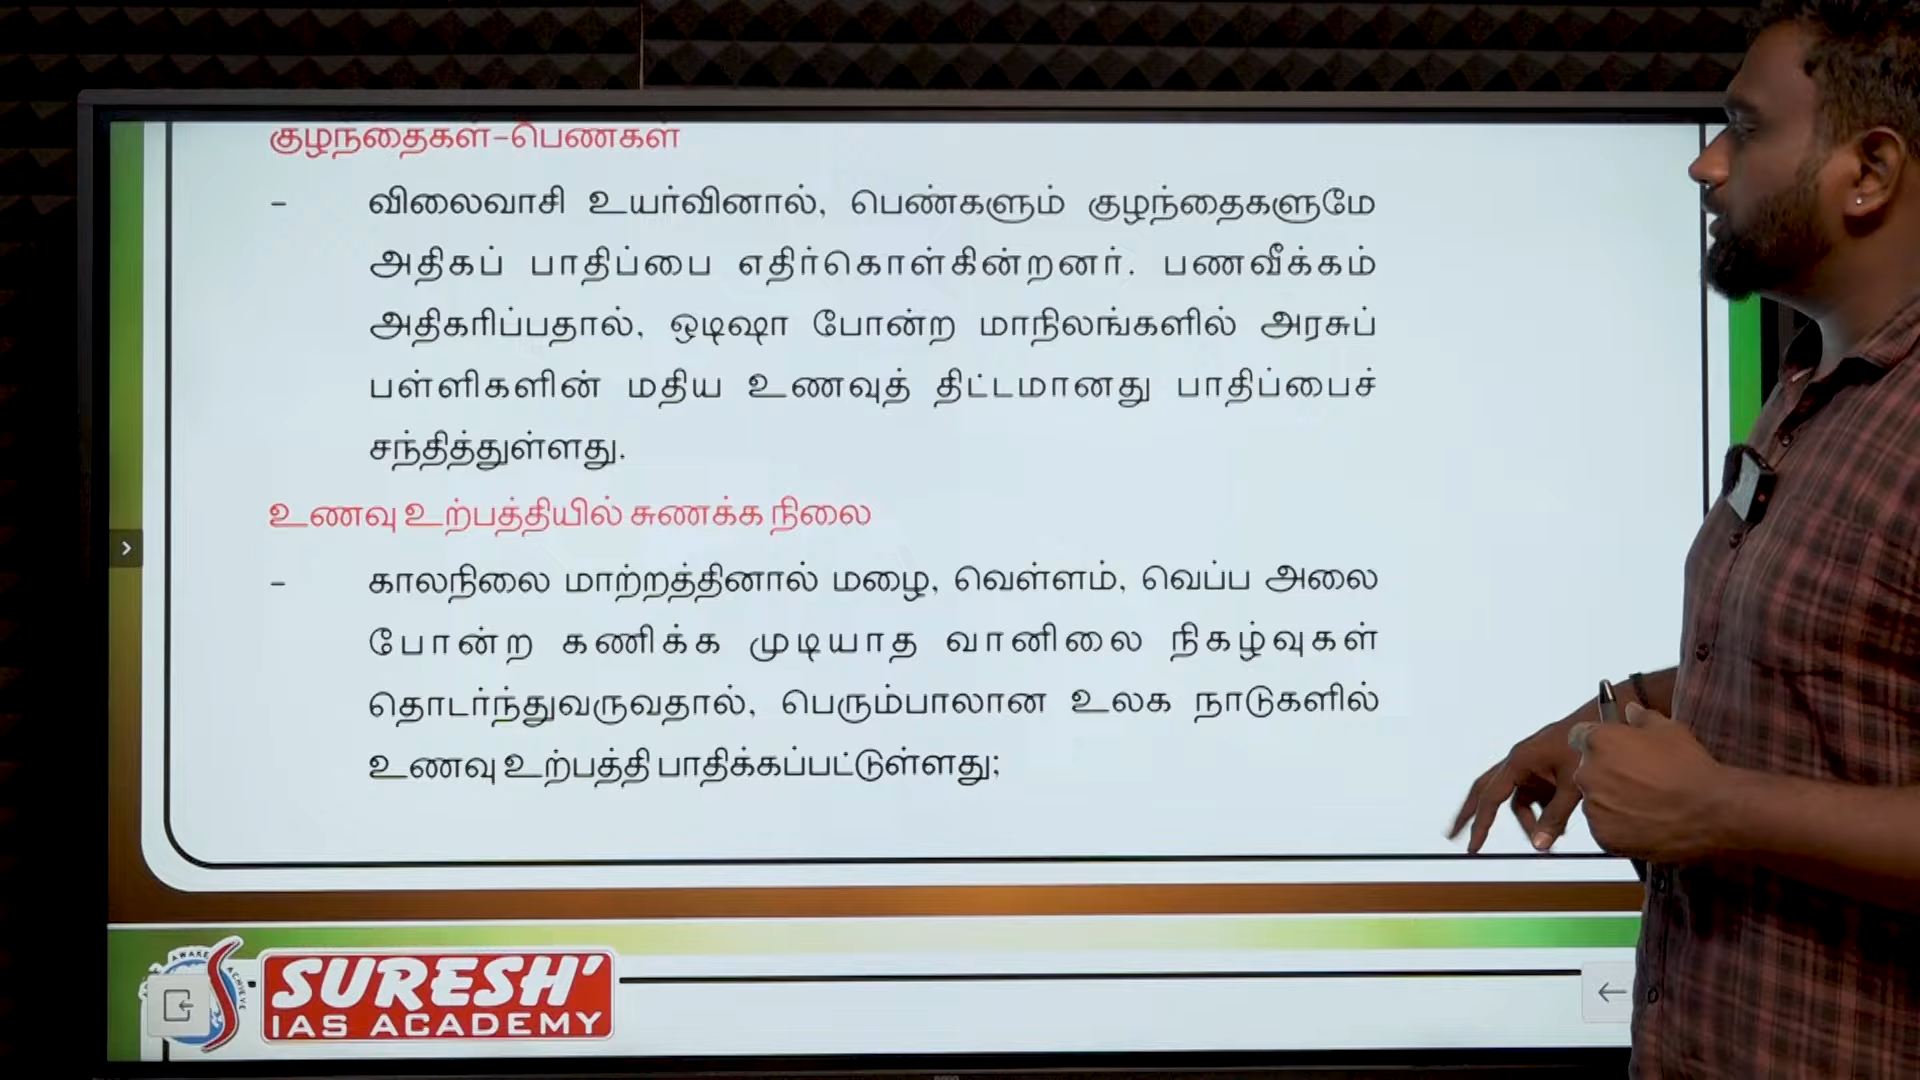 குழந்தைகள்-பெண்கள்
- விலைவாசி உயர்வினால், பெண்களும் குழந்தைகளுமே
அதிகப் பாதிப்பை எதிர்கொள்கின்றனர். பணவீக்கம்
அதிகரிப்பதால், ஒடிஷா போன்ற மாநிலங்களில் அரசுப்
பள்ளிகளின் மதிய உணவுத் திட்டமானது பாதிப்பைச்
சந்தித்துள்ளது.
உணவு உற்பத்தியில் சுணக்க நிலை
- காலநிலை மாற்றத்தினால் மழை, வெள்ளம், வெப்ப அலை
போன்ற கணிக்க முடியாத வானிலை நிகழ்வுகள்
தொடர்ந்துவருவதால், பெரும்பாலான உலக நாடுகளில்
உணவு உற்பத்தி பாதிக்கப்பட்டுள்ளது;
AWAKE
ACHIEVE
SURESH'
IAS ACADEMY